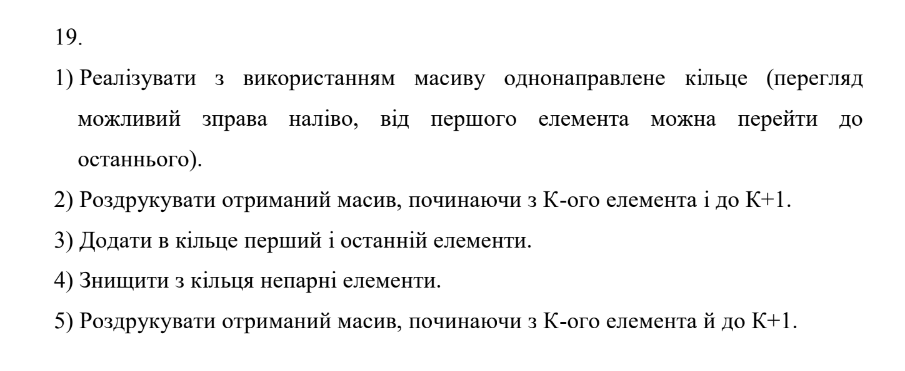 19.
1) Реалізувати з використанням масиву однонаправлене кільце (перегляд
можливий зправа наліво, від першого елемента можна перейти до
останнього).
2) Роздрукувати отриманий масив, починаючи з К-ого елемента і до К+1.
3) Додати в кільце перший і останній елементи.
4) Знищити з кільця непарні елементи.
5) Роздрукувати отриманий масив, починаючи з К-ого елемента й до К+1.